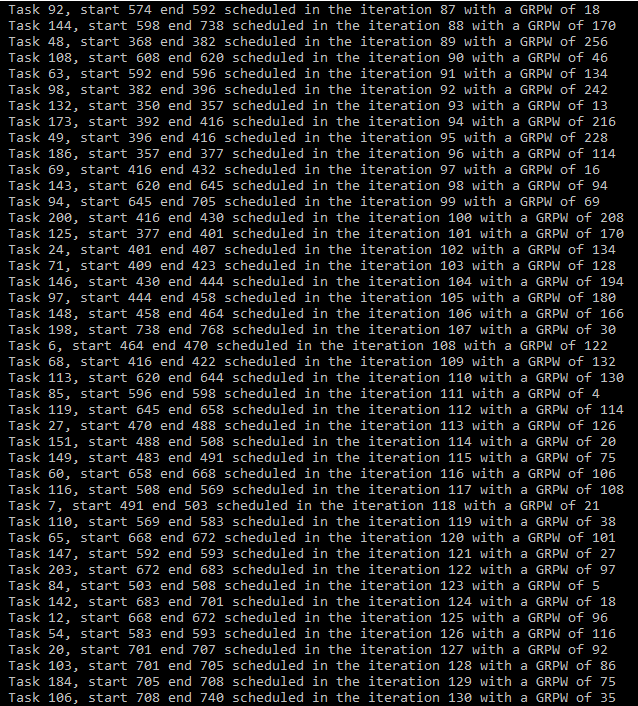 Task 92, start 574 end 592 scheduled in the iteration 87 with a GRPW of 18
Task 144, start 598 end 738 scheduled in the iteration 88 with a GRPW of 170
Task 48, start 368 end 382 scheduled in the iteration 89 with a GRPW of 256
Task 108, start 608 end 620 scheduled in the iteration 90 with a GRPW of 46
Task 63, start 592 end 596 scheduled in the iteration 91 with a GRPW of 134
Task 98, start 382 end 396 scheduled in the iteration 92 with a GRPW of 242
Task 132, start 350 end 357 scheduled in the iteration 93 with a GRPW of 13
Task 173, start 392 end 416 scheduled in the iteration 94 with a GRPW of 216
Task 49, start 396 end 416 scheduled in the iteration 95 with a GRPW of 228
Task 186, start 357 end 377 scheduled in the iteration 96 with a GRPW of 114
Task 69, start 416 end 432 scheduled in the iteration 97 with a GRPW of 16
Task 143, start 620 end 645 scheduled in the iteration 98 with a GRPW of 94
Task 94, start 645 end 705 scheduled in the iteration 99 with a GRPW of 69
Task 200, start 416 end 430 scheduled in the iteration 100 with a GRPW of 208
Task 125, start 377 end 401 scheduled in the iteration 101 with a GRPW of 170
Task 24, start 401 end 407 scheduled in the iteration 102 with a GRPW of 134
Task 71, start 409 end 423 scheduled in the iteration 103 with a GRPW of 128
Task 146, start 430 end 444 scheduled in the iteration 104 with a GRPW of 194
Task 97, start 444 end 458 scheduled in the iteration 105 with a GRPW of 180
Task 148, start 458 end 464 scheduled in the iteration 106 with a GRPW of 166
Task 198, start 738 end 768 scheduled in the iteration 107 with a GRPW of 30
Task 6, start 464 end 470 scheduled in the iteration 108 with a GRPW of 122
Task 68, start 416 end 422 scheduled in the iteration 109 with a GRPW of 132
Task 113, start 620 end 644 scheduled in the iteration 110 with a GRPW of 130
Task 85, start 596 end 598 scheduled in the iteration 111 with a GRPW of 4
Task 119, start 645 end 658 scheduled in the iteration 112 with a GRPW of 114
Task 27, start 470 end 488 scheduled in the iteration 113 with a GRPW of 126
Task 151, start 488 end 508 scheduled in the iteration 114 with a GRPW of 20
Task 149, start 483 end 491 scheduled in the iteration 115 with a GRPW of 75
Task 60, start 658 end 668 scheduled in the iteration 116 with a GRPW of 106
Task 116, start 508 end 569 scheduled in the iteration 117 with a GRPW of 108
Task 7, start 491 end 503 scheduled in the iteration 118 with a GRPW of 21
Task 110, start 569 end 583 scheduled in the iteration 119 with a GRPW of 38
Task 65, start 668 end 672 scheduled in the iteration 120 with a GRPW of 101
Task 147, start 592 end 593 scheduled in the iteration 121 with a GRPW of 27
Task 203, start 672 end 683 scheduled in the iteration 122 with a GRPW of 97
Task 84, start 503 end 508 scheduled in the iteration 123 with a GRPW of 5
Task 142, start 683 end 701 scheduled in the iteration 124 with a GRPW of 18
Task 12, start 668 end 672 scheduled in the iteration 125 with a GRPW of 96
Task 54, start 583 end 593 scheduled in the iteration 126 with a GRPW of 116
Task 20, start 701 end 707 scheduled in the iteration 127 with a GRPW of 92
Task 103, start 701 end 705 scheduled in the iteration 128 with a GRPW of 86
Task 184, start 705 end 708 scheduled in the iteration 129 with a GRPW of 75
Task 106, start 708 end 740 scheduled in the iteration 130 with a GRPW of 35